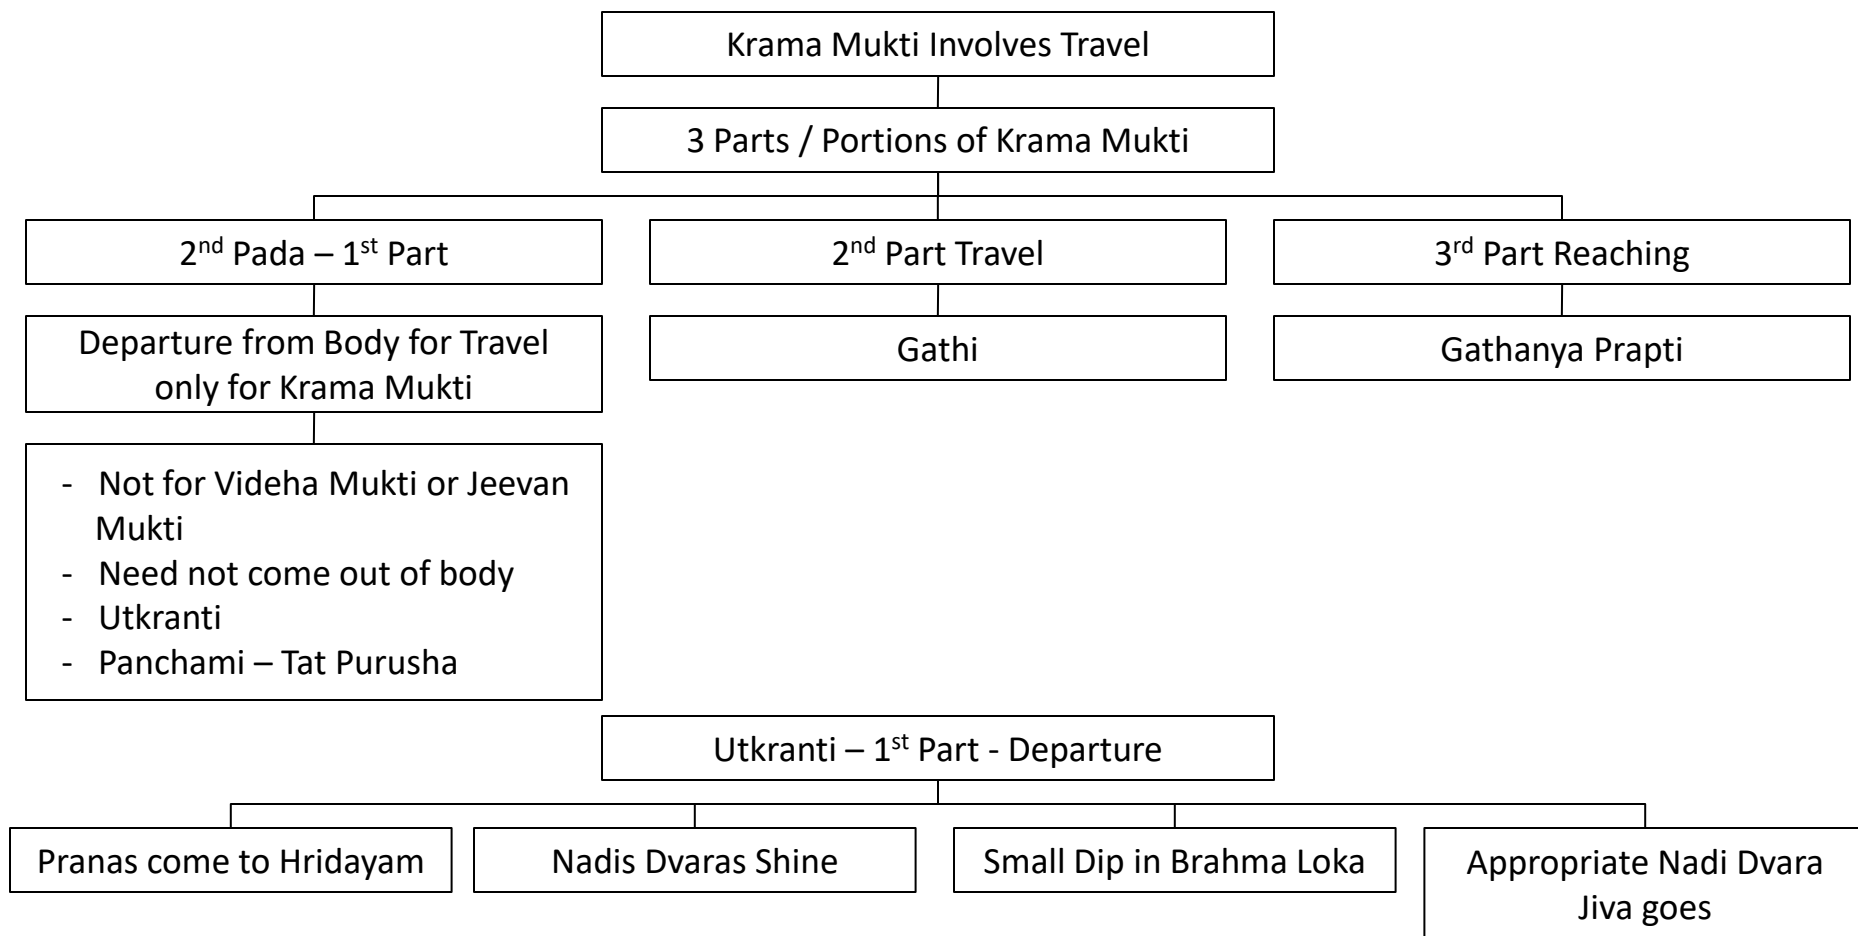 Krama Mukti Involves Travel
3 Parts / Portions of Krama Mukti
2nd Pada – 1st Part
2nd Part Travel
3rd Part Reaching
Departure from Body for Travel
only for Krama Mukti
Gathi
Gathanya Prapti
- Not for Videha Mukti or Jeevan
Mukti
- Need not come out of body
- Utkranti
- Panchami – Tat Purusha
Utkranti – 1st Part - Departure
Pranas come to Hridayam
Nadis Dvaras Shine
Small Dip in Brahma Loka
Appropriate Nadi Dvara
Jiva goes